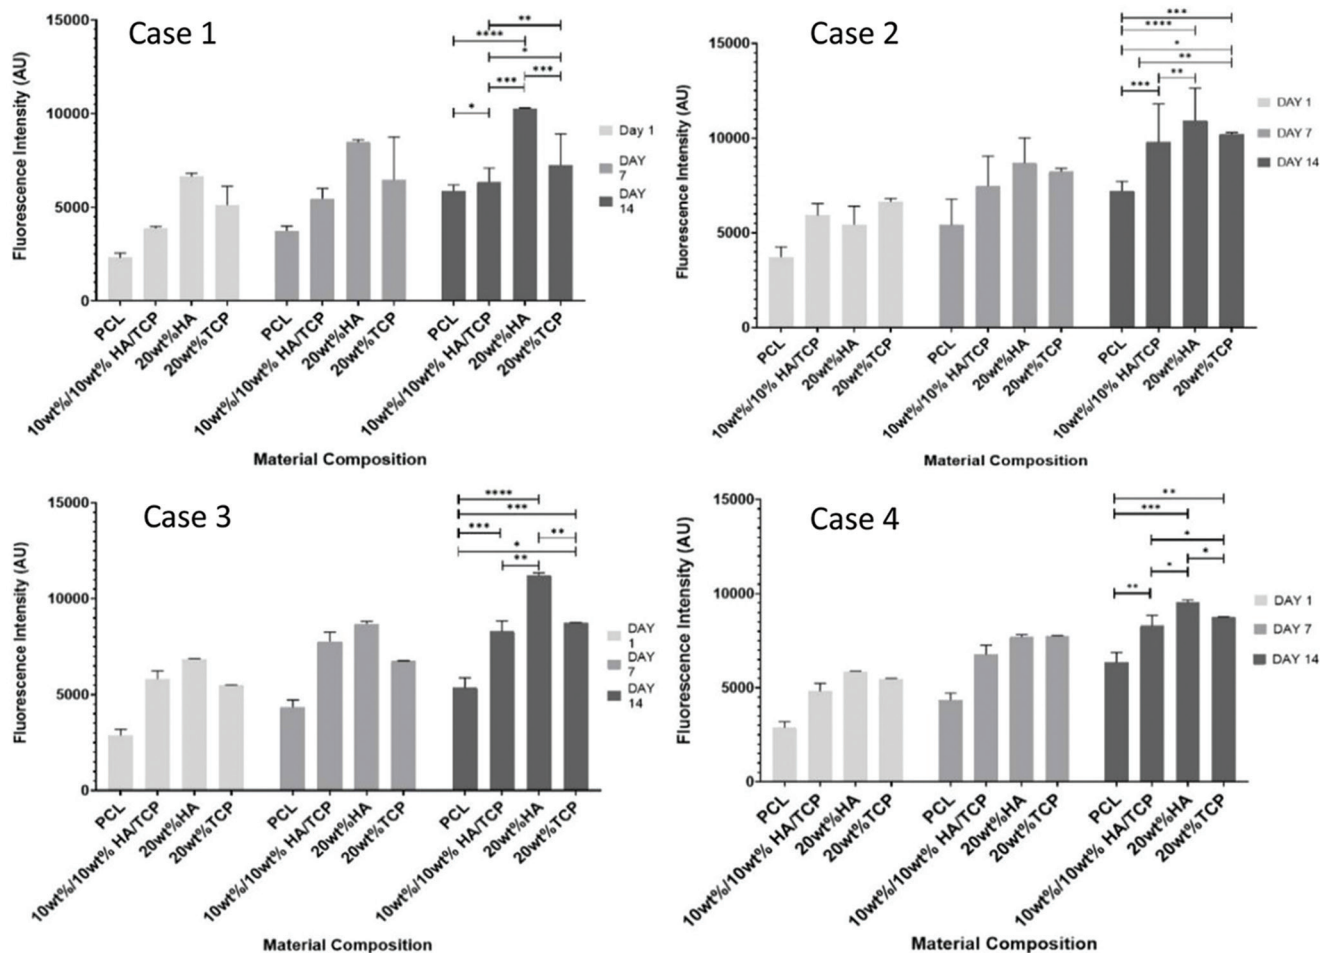 Case 1
15000
10000
5000
0
Fluorescence Intensity (AU)
****
**
*
***
***
*
Day 1
DAY
7
DAY
14
PCL
10wt%/10wt% HA/TCP
20wt%HA
20wt%TCP
PCL
10wt%/10wt% HA/TCP
20wt%HA
20wt%TCP
PCL
10wt%/10wt% HA/TCP
20wt%HA
20wt%TCP
Material Composition
Case 2
15000
10000
5000
0
Fluorescence Intensity (AU)
***
****
*
**
**
***
DAY 1
DAY 7
DAY 14
PCL
10wt%/10% HA/TCP
20wt%HA
20wt%TCP
PCL
10wt%/10% HA/TCP
20wt%HA
20wt%TCP
PCL
10wt%/10% HA/TCP
20wt%HA
20wt%TCP
Material Composition
Case 3
15000
10000
5000
0
Fluorescence Intensity (AU)
****
***
***
**
*
**
DAY
1
DAY
7
DAY
14
PCL
10wt%/10wt% HA/TCP
20wt%HA
20wt%TCP
PCL
10wt%/10wt% HA/TCP
20wt%HA
20wt%TCP
PCL
10wt%/10wt% HA/TCP
20wt%HA
20wt%TCP
Material Composition
Case 4
15000
10000
5000
0
Fluorescence Intensity (AU)
**
***
*
*
*
**
DAY 1
DAY 7
DAY 14
PCL
10wt%/10wt% HA/TCP
20wt%HA
20wt%TCP
PCL
10wt%/10wt% HA/TCP
20wt%HA
20wt%TCP
PCL
10wt%/10wt% HA/TCP
20wt%HA
20wt%TCP
Material Composition